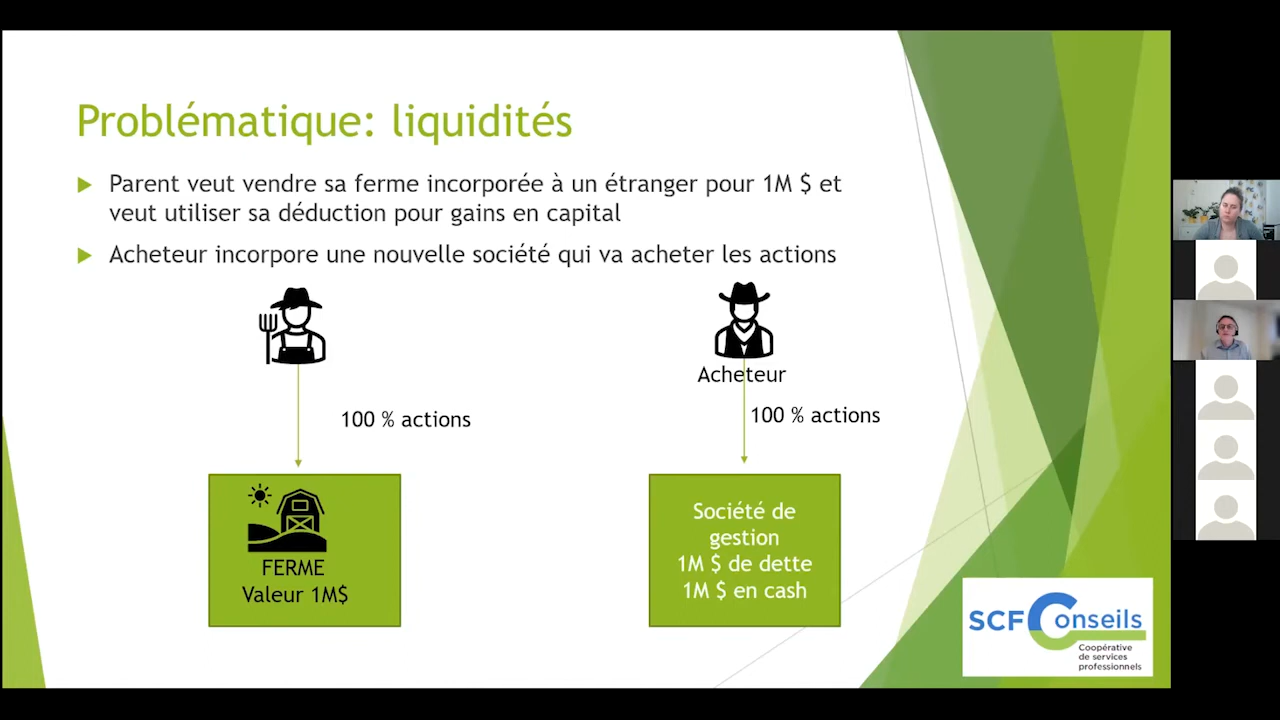 Problématique: liquidités
Parent veut vendre sa ferme incorporée à un étranger pour 1M $ et
veut utiliser sa déduction pour gains en capital
Acheteur incorpore une nouvelle société qui va acheter les actions
Acheteur
100 % actions
100 % actions
FERME
Valeur 1M$
Société de
gestion
1M $ de dette
1M $ en cash
SCF Conseils
Coopérative
de services
professionnels